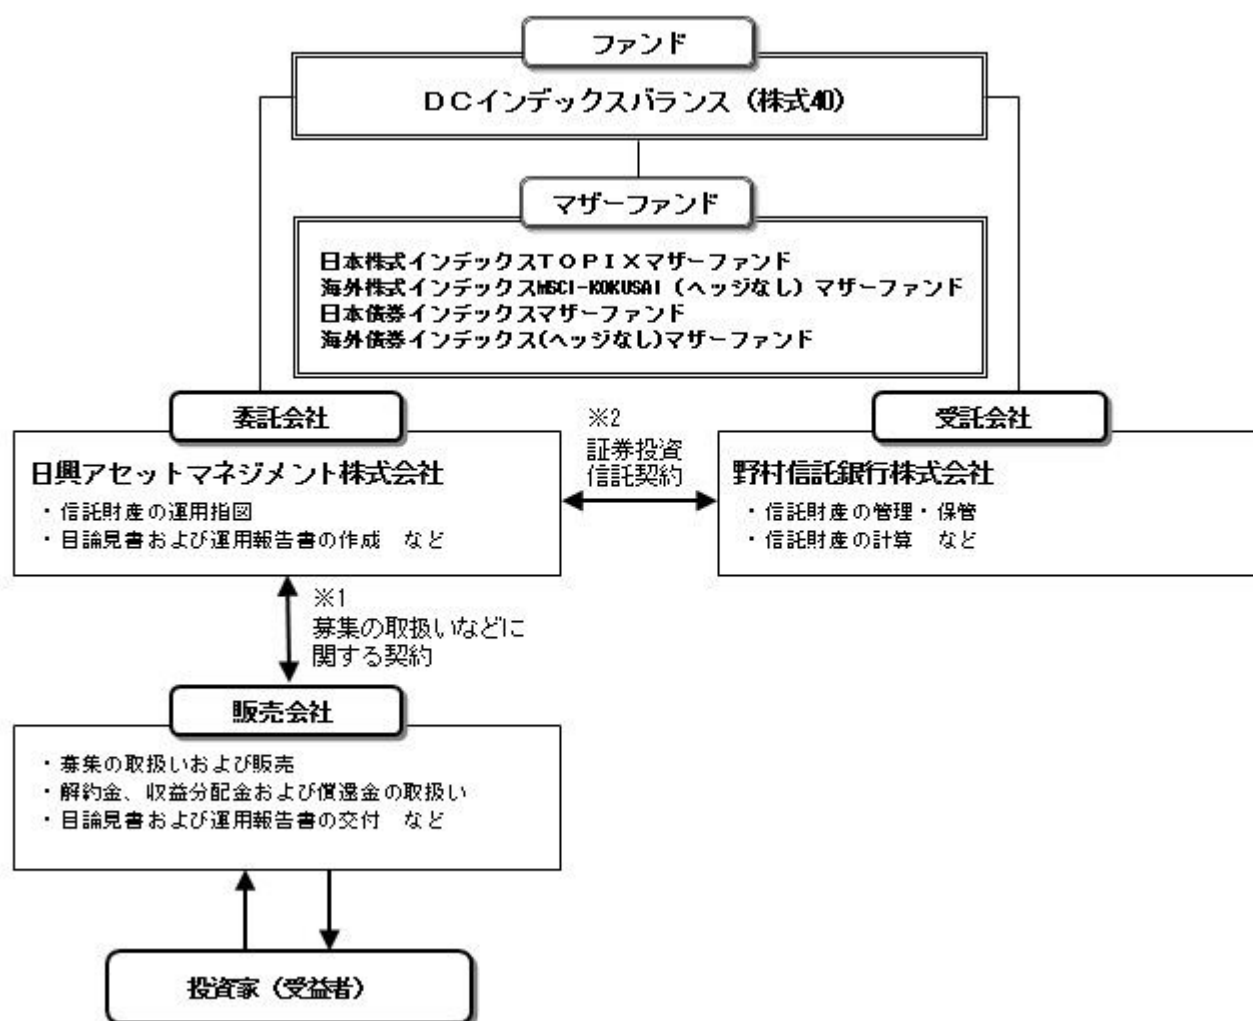 ファンド
DCインデックスバランス（株式40）
マザーファンド
日本株式インデックスTOPIXマザーファンド
海外株式インデックスMSCI-KOKUSAI（ヘッジなし）マザーファンド
日本債券インデックスマザーファンド
海外債券インデックス(ヘッジなし)マザーファンド
委託会社
日興アセットマネジメント株式会社
・信託財産の運用指図
・目論見書および運用報告書の作成　など
※2
証券投資
信託契約
受託会社
野村信託銀行株式会社
・信託財産の管理・保管
・信託財産の計算　など
※1
募集の取扱いなどに
関する契約
販売会社
・募集の取扱いおよび販売
・解約金、収益分配金および償還金の取扱い
・目論見書および運用報告書の交付　など
投資家（受益者）